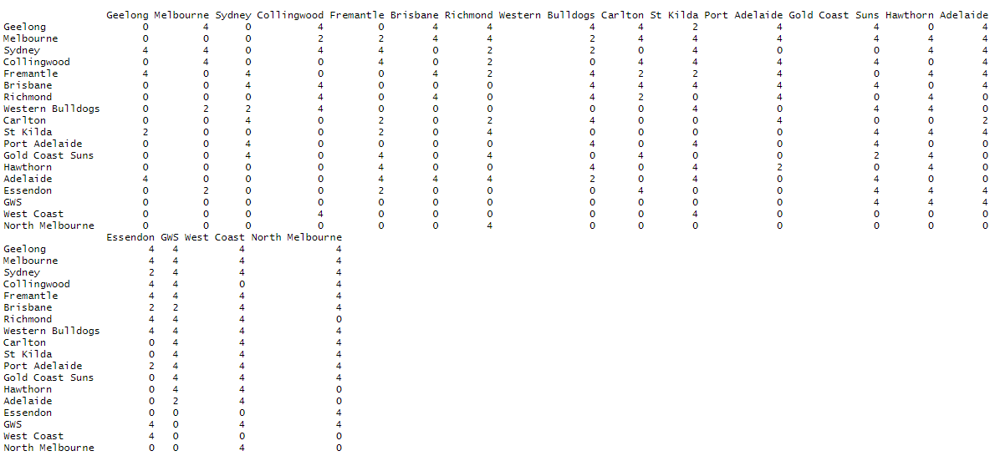 Geelong Melbourne Sydney Collingwood Fremantle Brisbane Richmond Western Bulldogs Carlton St Kilda Port Adelaide Gold Coast Suns Hawthorn Adelaide
Geelong 0 4 0 4 0 4 4 4 4 2 4 4 0 4
Melbourne 0 0 0 2 2 4 4 2 4 4 4 4 4 4
Sydney 4 4 0 4 4 0 2 2 0 4 0 0 4 4
Collingwood 0 4 0 0 4 0 2 0 4 4 4 4 0 4
Fremantle 4 0 4 0 0 4 2 4 2 2 4 0 4 4
Brisbane 0 0 4 4 0 0 0 4 4 4 4 4 0 4
Richmond 0 0 0 4 0 4 0 4 2 0 4 0 4 0
Western Bulldogs 0 2 2 4 0 0 0 0 0 4 0 4 4 0
Carlton 0 0 4 0 2 0 2 4 0 0 4 0 0 2
St Kilda 2 0 0 0 2 0 4 0 0 0 0 4 4 4
Port Adelaide 0 0 4 0 0 0 0 4 0 4 0 4 0 0
Gold Coast Suns 0 0 4 0 4 0 4 0 4 0 0 2 4 0
Hawthorn 0 0 0 0 4 0 0 4 0 4 2 0 4 0
Adelaide 4 0 0 0 4 4 4 2 0 4 0 4 0 0
Essendon 0 2 0 0 2 0 0 0 4 0 0 4 4 4
GWS 0 0 0 0 0 0 0 0 0 0 0 4 4 4
West Coast 0 0 0 4 0 0 0 0 0 4 0 0 0 0
North Melbourne 0 0 0 0 0 0 4 0 0 0 0 0 0 0
Essendon GWS West Coast North Melbourne
Geelong 4 4 4 4
Melbourne 4 4 4 4
Sydney 2 4 4 4
Collingwood 4 4 0 4
Fremantle 4 4 4 4
Brisbane 2 2 4 4
Richmond 4 4 4 0
Western Bulldogs 4 4 4 4
Carlton 0 4 4 4
St Kilda 0 4 4 4
Port Adelaide 2 4 4 4
Gold Coast Suns 0 4 4 4
Hawthorn 0 4 4 0
Adelaide 0 2 4 0
Essendon 0 0 0 4
GWS 4 0 4 4
West Coast 4 0 0 0
North Melbourne 0 0 4 0